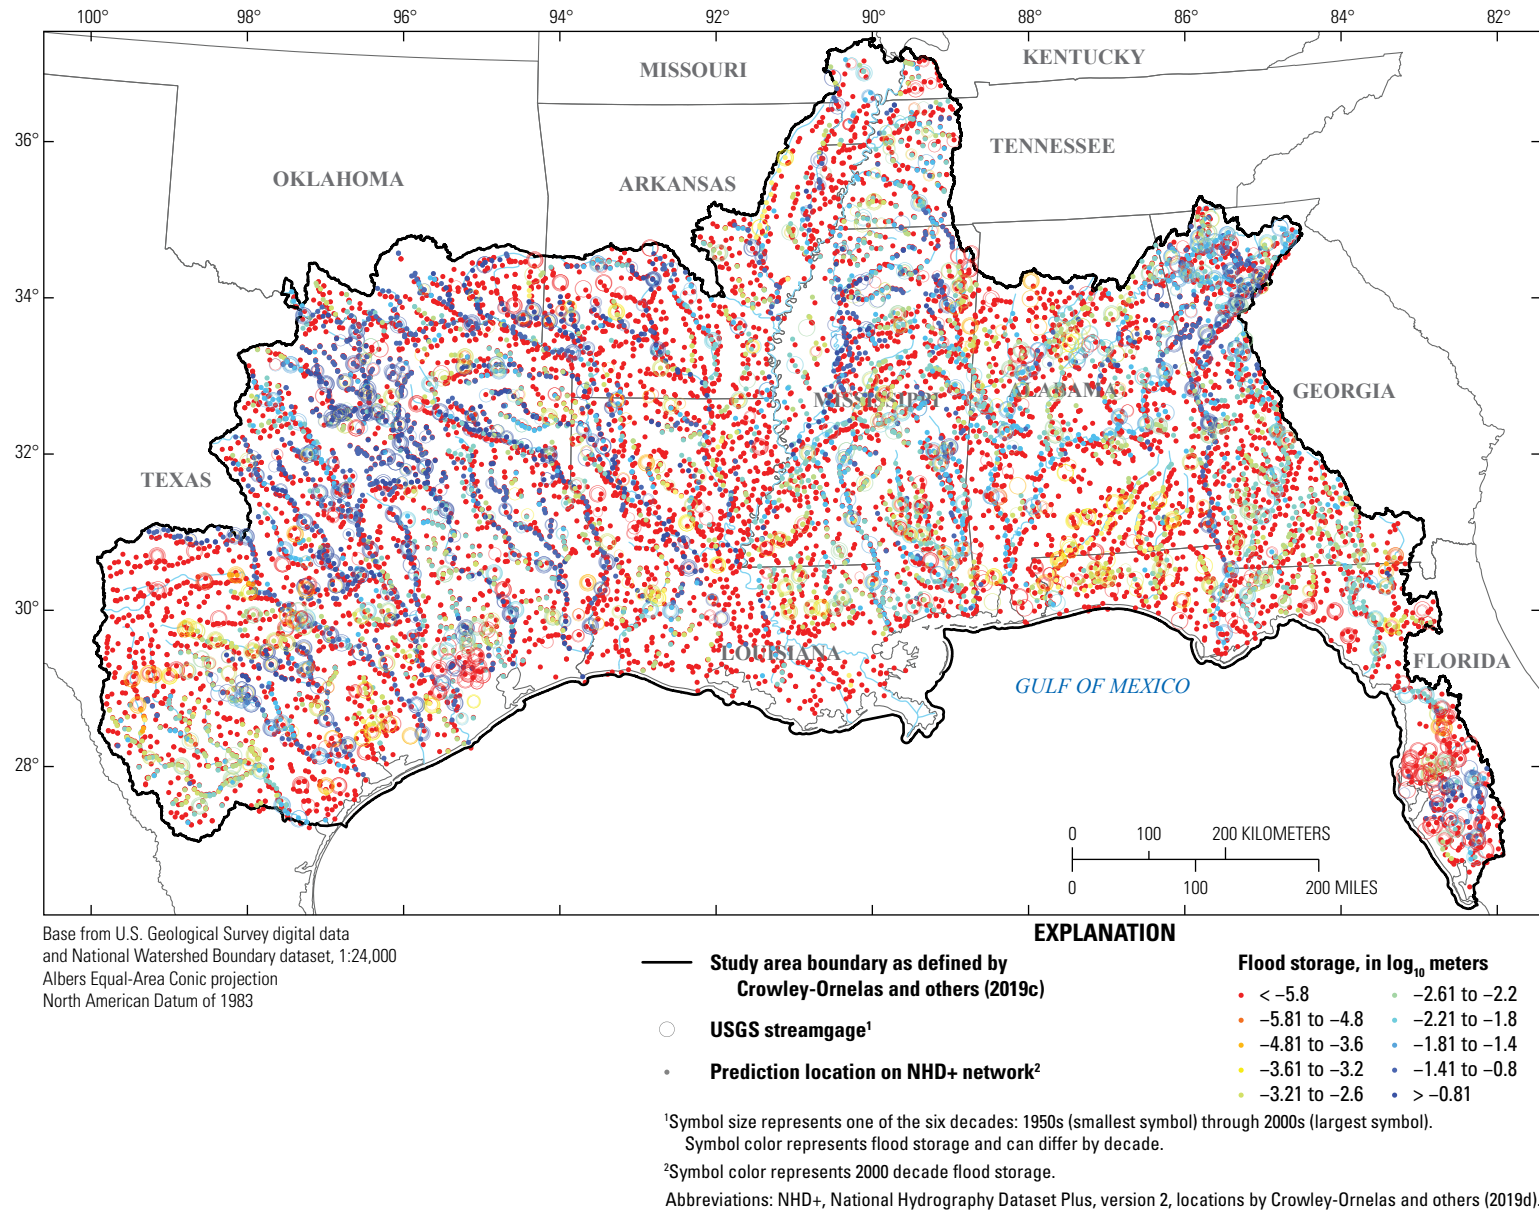 100° 98° 96° 94° 92° 90° 88° 86° 84° 82°
MISSOURI
KENTUCKY
36°
TENNESSEE
OKLAHOMA
ARKANSAS
34°
MISSISSIPPI
ALABAMA
GEORGIA
32°
TEXAS
30°
LOUISIANA
FLORIDA
GULF OF MEXICO
28°
0 100 200 KILOMETERS
0 100 200 MILES
Base from U.S. Geological Survey digital data
and National Watershed Boundary dataset, 1:24,000
Albers Equal-Area Conic projection
North American Datum of 1983
EXPLANATION
Study area boundary as defined by
Crowley-Ornelas and others (2019c)
USGS streamgage¹
Prediction location on NHD+ network²
Flood storage, in log₁₀ meters
< −5.8
−5.81 to −4.8
−4.81 to −3.6
−3.61 to −3.2
−3.21 to −2.6
−2.61 to −2.2
−2.21 to −1.8
−1.81 to −1.4
−1.41 to −0.8
> −0.81
¹Symbol size represents one of the six decades: 1950s (smallest symbol) through 2000s (largest symbol).
Symbol color represents flood storage and can differ by decade.
²Symbol color represents 2000 decade flood storage.
Abbreviations: NHD+, National Hydrography Dataset Plus, version 2, locations by Crowley-Ornelas and others (2019d).